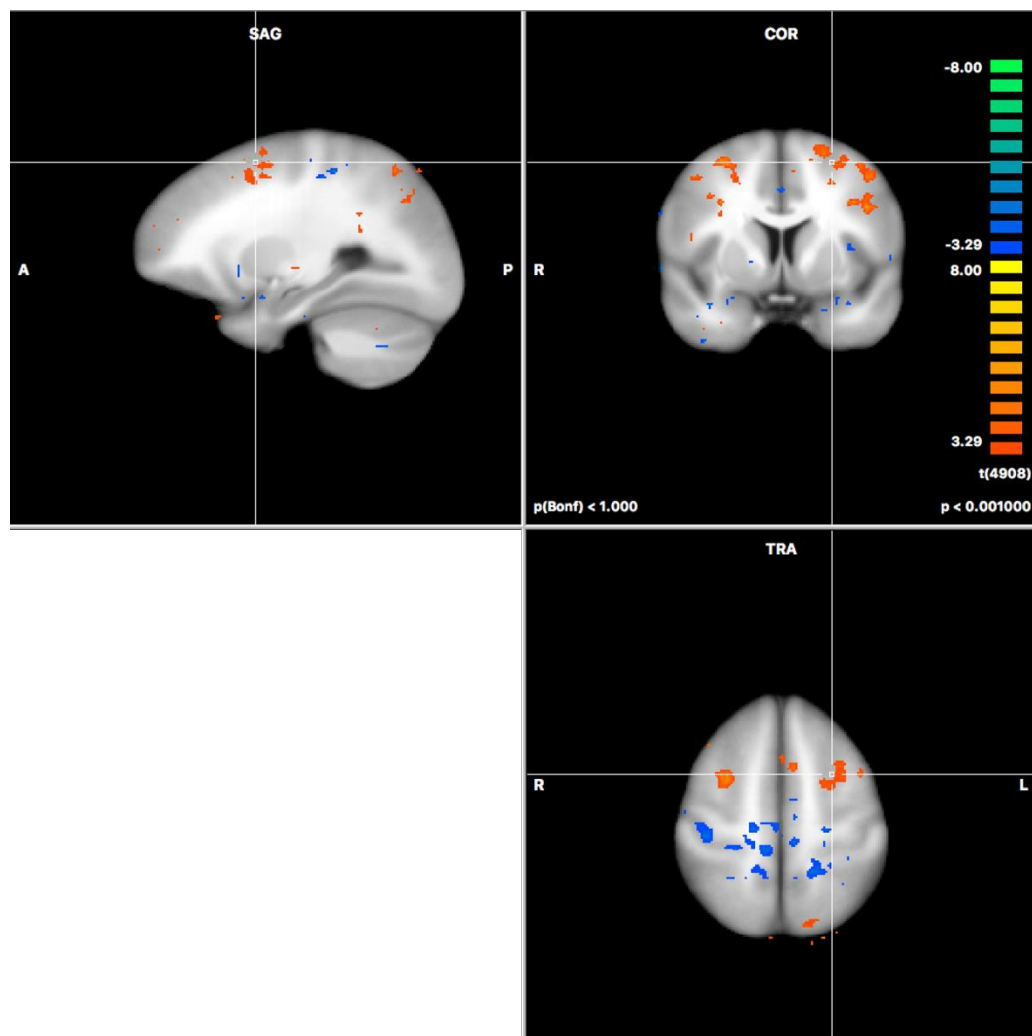 SAG
A
P
COR
R
-8.00
-3.29
8.00
3.29
t(4908)
p(Bonf) < 1.000
p < 0.001000
TRA
R
L